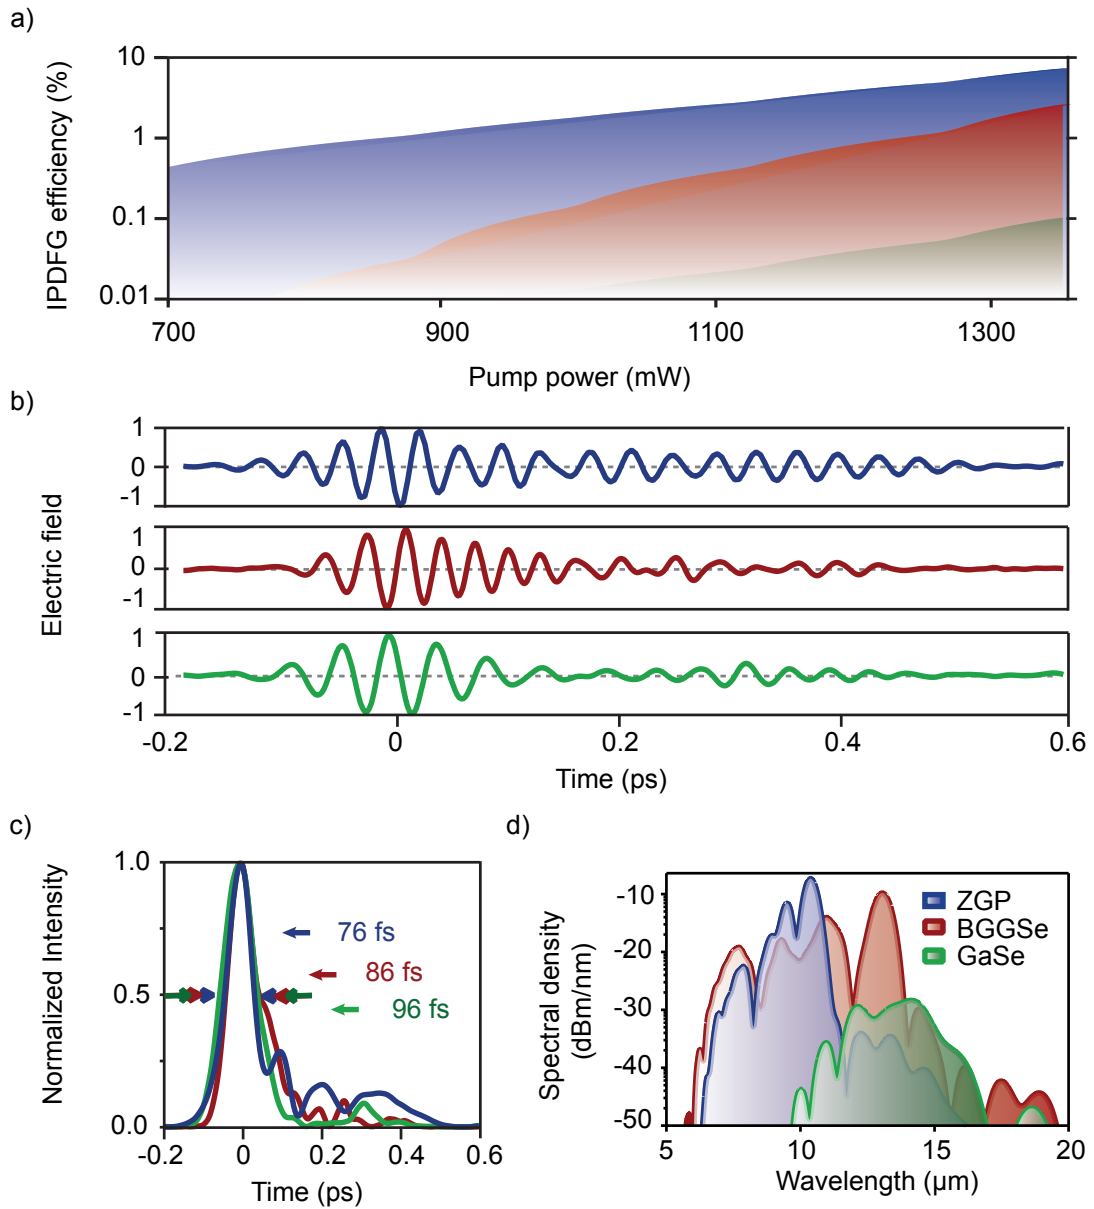 a)
IPDFG efficiency (%)
10
1
0.1
0.01
700
900
1100
1300
Pump power (mW)
b)
Electric field
1
0
-1
1
0
-1
1
0
-1
-0.2
0
0.2
0.4
0.6
Time (ps)
c)
Normalized Intensity
1.0
0.5
0.0
76 fs
86 fs
96 fs
-0.2
0
0.2
0.4
0.6
Time (ps)
d)
Spectral density
(dBm/nm)
-10
-20
-30
-40
-50
ZGP
BGGSe
GaSe
5
10
15
20
Wavelength (µm)